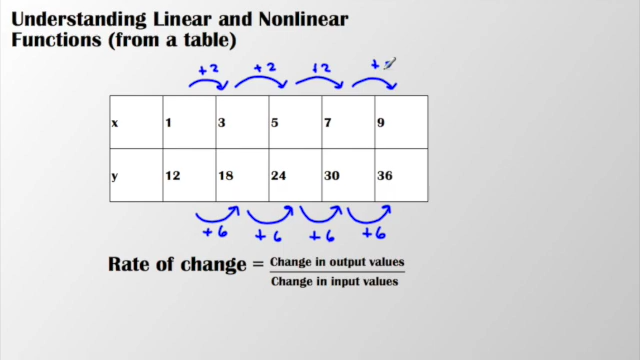 Understanding Linear and Nonlinear
Functions (from a table)
+2 +2 +2 +
x 1 3 5 7 9
y 12 18 24 30 36
+6 +6 +6 +6
Rate of change = Change in output values
Change in input values